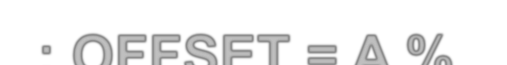 · OFFSET = A %